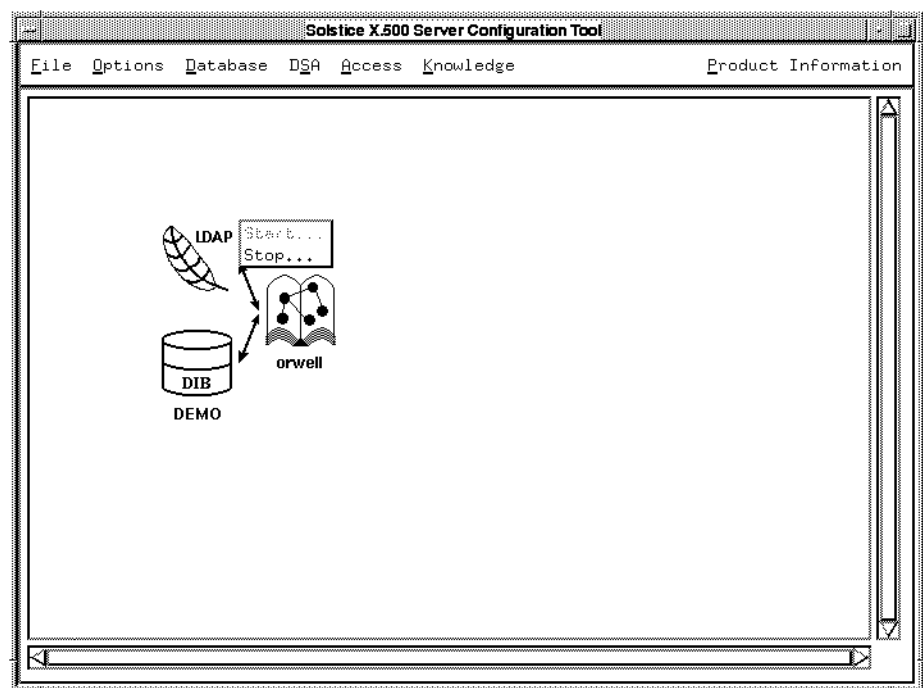 Solstice X.500 Server Configuration Tool
File Options Database DSA Access Knowledge Product Information
LDAP
Start...
Stop...
orwell
DIB
DEMO